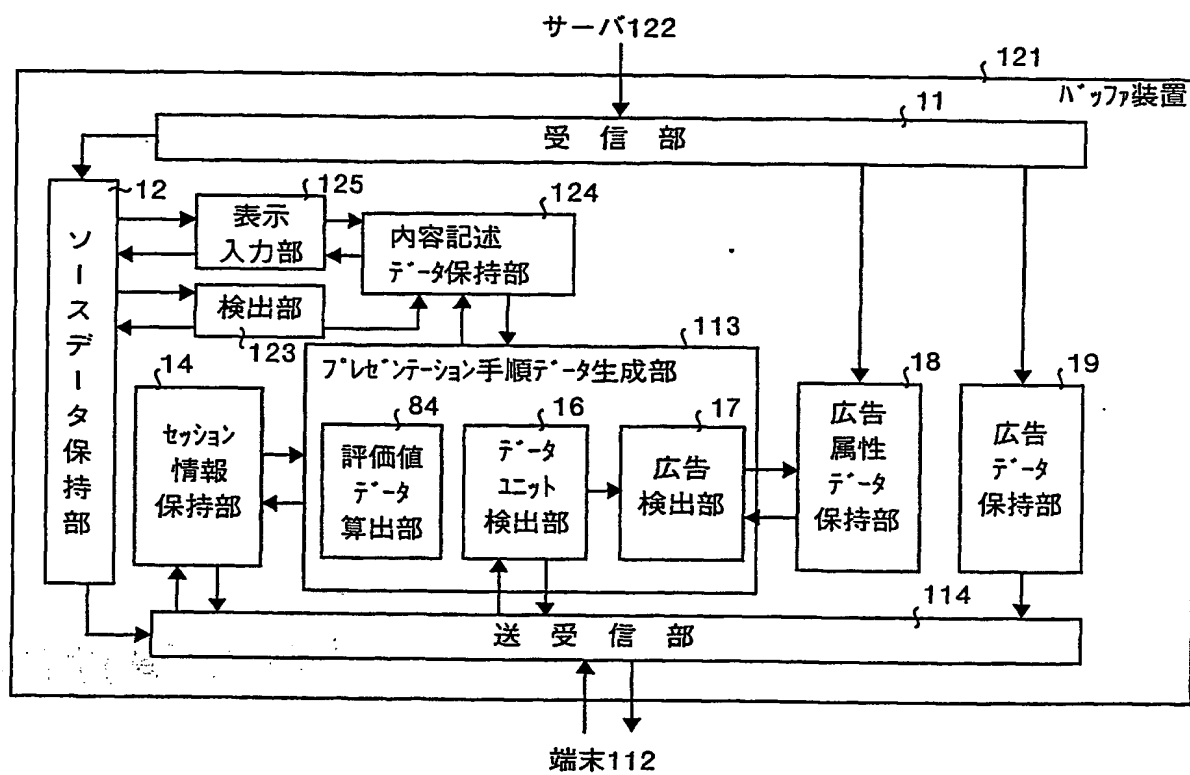 サーバ122
121
バッファ装置
11
受信部
12
ソースデータ保持部
125
表示
入力部
124
内容記述
データ保持部
検出部
123
113
プレゼンテーション手順データ生成部
14
セッション
情報
保持部
84
評価値
データ
算出部
16
データ
ユニット
検出部
17
広告
検出部
18
広告
属性
データ
保持部
19
広告
データ
保持部
114
送受信部
端末112